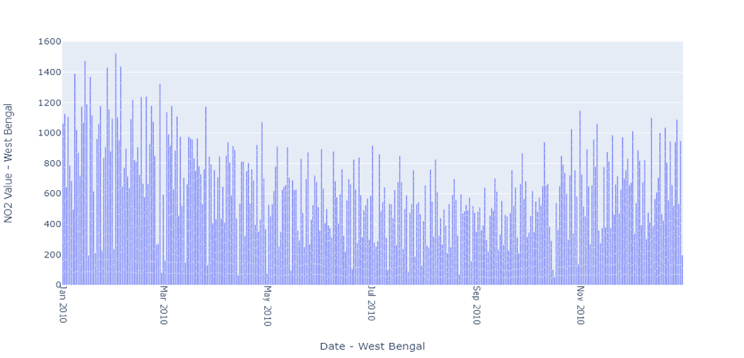 1600
1400
1200
1000
800
600
400
200
0
NO2 Value - West Bengal
Jan 2010
Mar 2010
May 2010
Jul 2010
Sep 2010
Nov 2010
Date - West Bengal